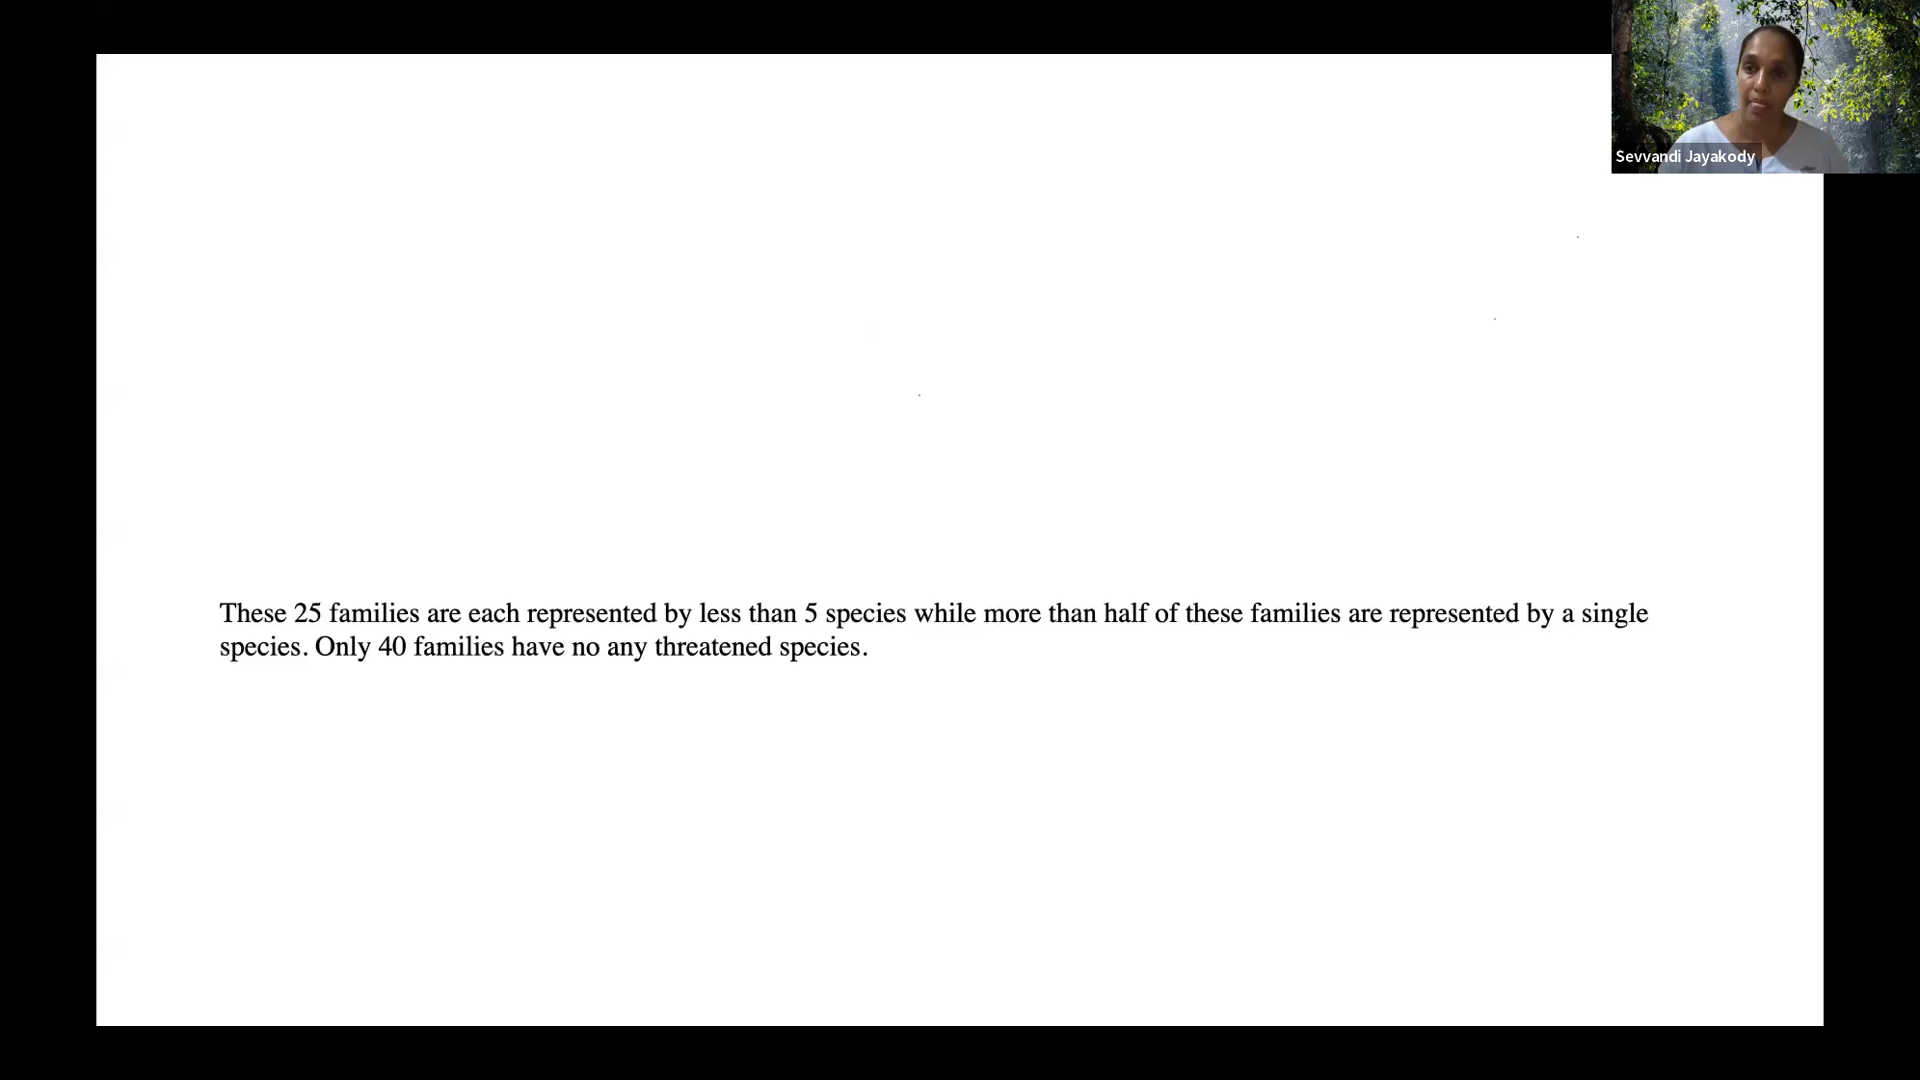 Sevvandi Jayakody
These 25 families are each represented by less than 5 species while more than half of these families are represented by a single
species. Only 40 families have no any threatened species.